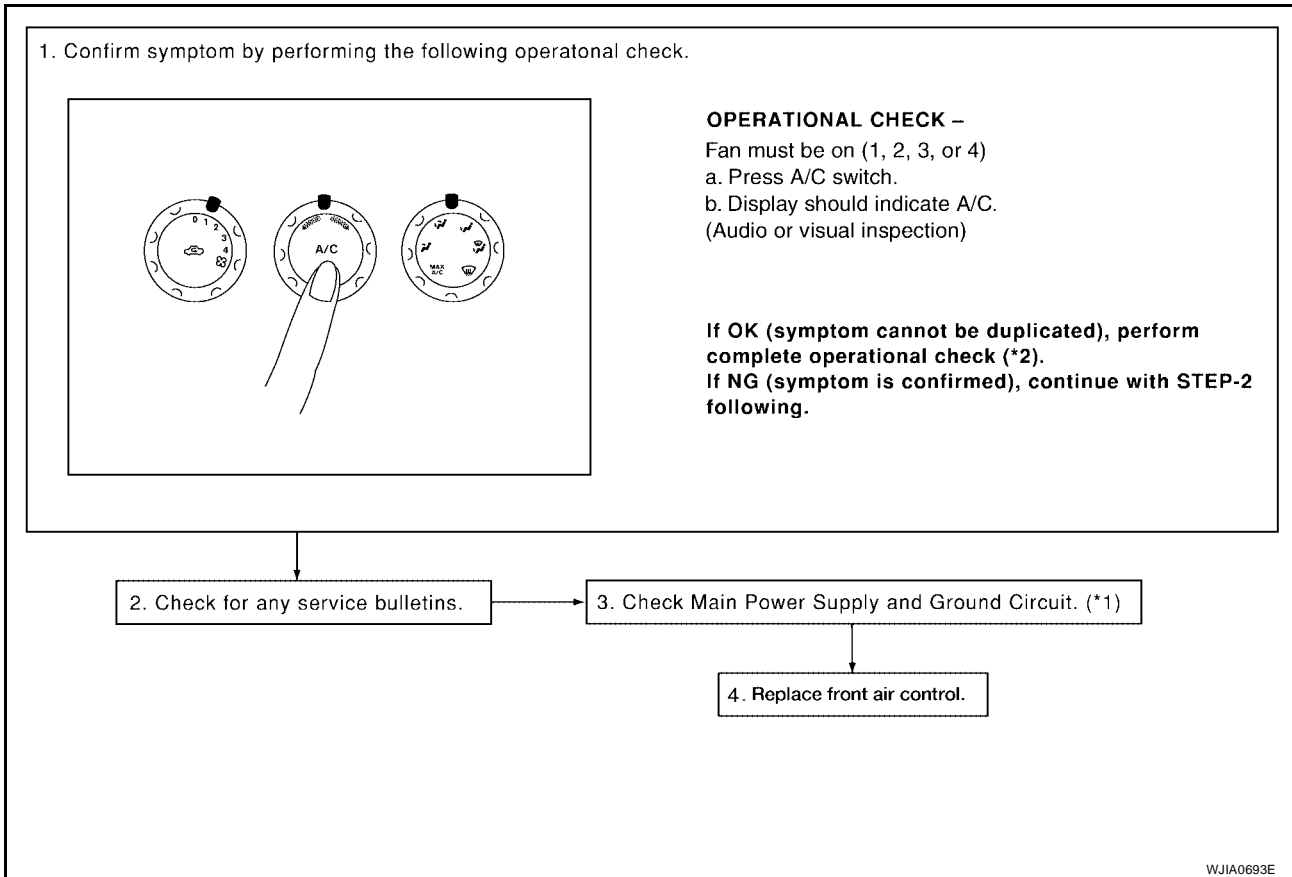 1. Confirm symptom by performing the following operatonal check.
0 1 2 3 4
A/C
MAX A/C
OPERATIONAL CHECK –
Fan must be on (1, 2, 3, or 4)
a. Press A/C switch.
b. Display should indicate A/C.
(Audio or visual inspection)
If OK (symptom cannot be duplicated), perform
complete operational check (*2).
If NG (symptom is confirmed), continue with STEP-2
following.
2. Check for any service bulletins.
3. Check Main Power Supply and Ground Circuit. (*1)
4. Replace front air control.
WJIA0693E